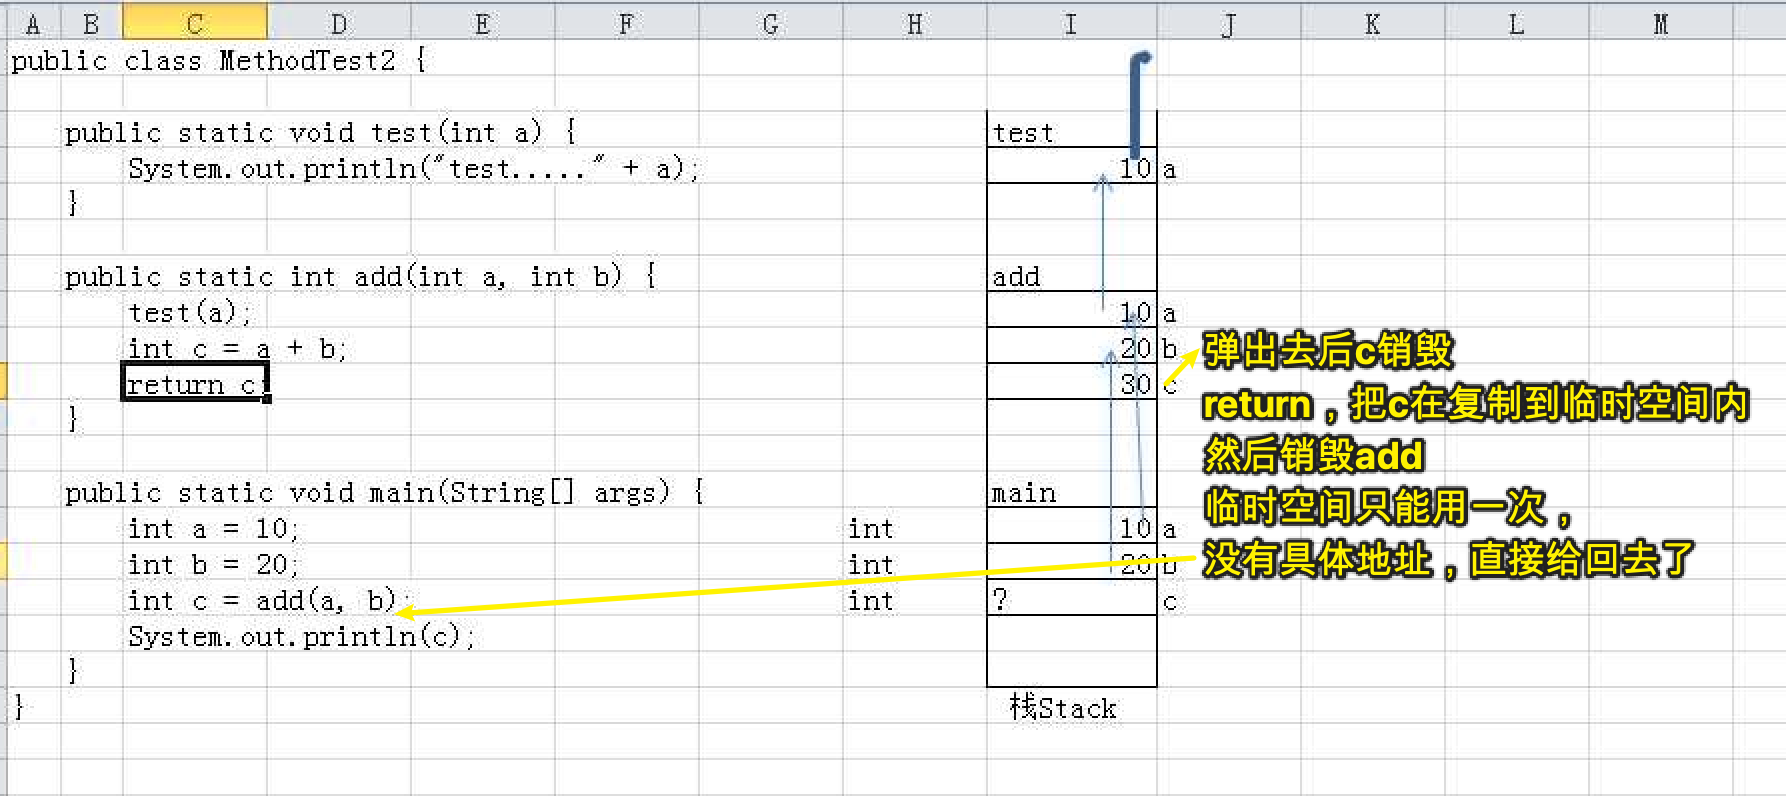 A B C D E F G H I J K L M
public class MethodTest2 {
public static void test(int a) {
test
System.out.println("test....." + a);
10 a
}
public static int add(int a, int b) {
add
test(a);
10 a
int c = a + b;
20 b
return c;
30 c
}
弹出去后c销毁
return，把c在复制到临时空间内
然后销毁add
临时空间只能用一次，
没有具体地址，直接给回去了
public static void main(String[] args) {
main
int a = 10;
int 10 a
int b = 20;
int 20 b
int c = add(a, b);
int ? c
System.out.println(c);
}
}
栈Stack